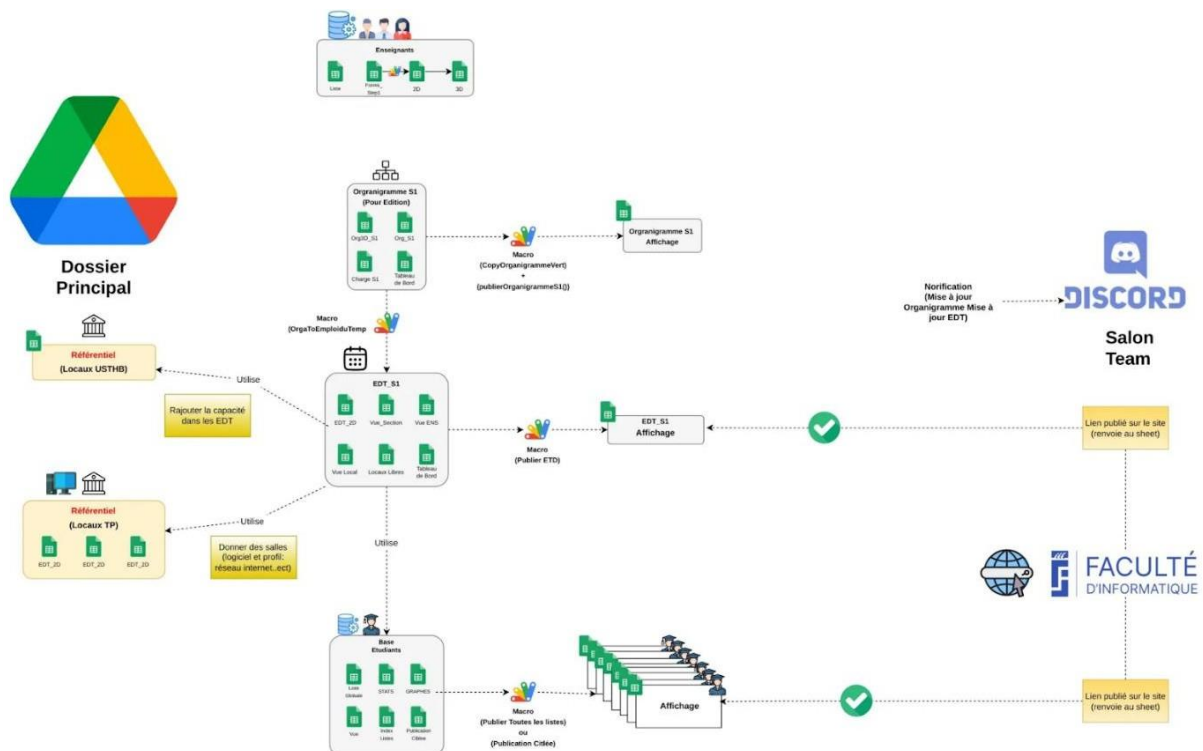 Enseignants
Liste
Forms_
Step1
2D
3D
Dossier
Principal
Orgranigramme S1
(Pour Edition)
Org2D_S1
Org_S1
Charge S1
Tableau
de Bord
Macro
(CopyOrganigrammeVert)
+
(publierOrganigrammeS1())
Orgranigramme S1
Affichage
Norification
(Mise à jour
Organigramme Mise à
jour EDT)
DISCORD
Salon
Team
Macro
(OrgaToEmploiduTemp
Référentiel
(Locaux USTHB)
Utilise
Rajouter la capacité
dans les EDT
EDT_S1
EDT_2D
Vue_Section
Vue ENS
Vue Local
Locaux Libres
Tableau
de Bord
Macro
(Publier ETD)
EDT_S1
Affichage
Lien publié sur le site
(renvoie au sheet)
Référentiel
(Locaux TP)
EDT_2D
EDT_2D
EDT_2D
Utilise
Donner des salles
(logiciel et profil:
réseau internet..ect)
Utilise
FACULTÉ
D'INFORMATIQUE
Base
Etudiants
Liste
Globale
STATS
GRAPHES
Vue
Index
Listes
Publication
Citlée
Macro
(Publier Toutes les listes)
ou
(Publication Citlée)
Affichage
Lien publié sur le site
(renvoie au sheet)